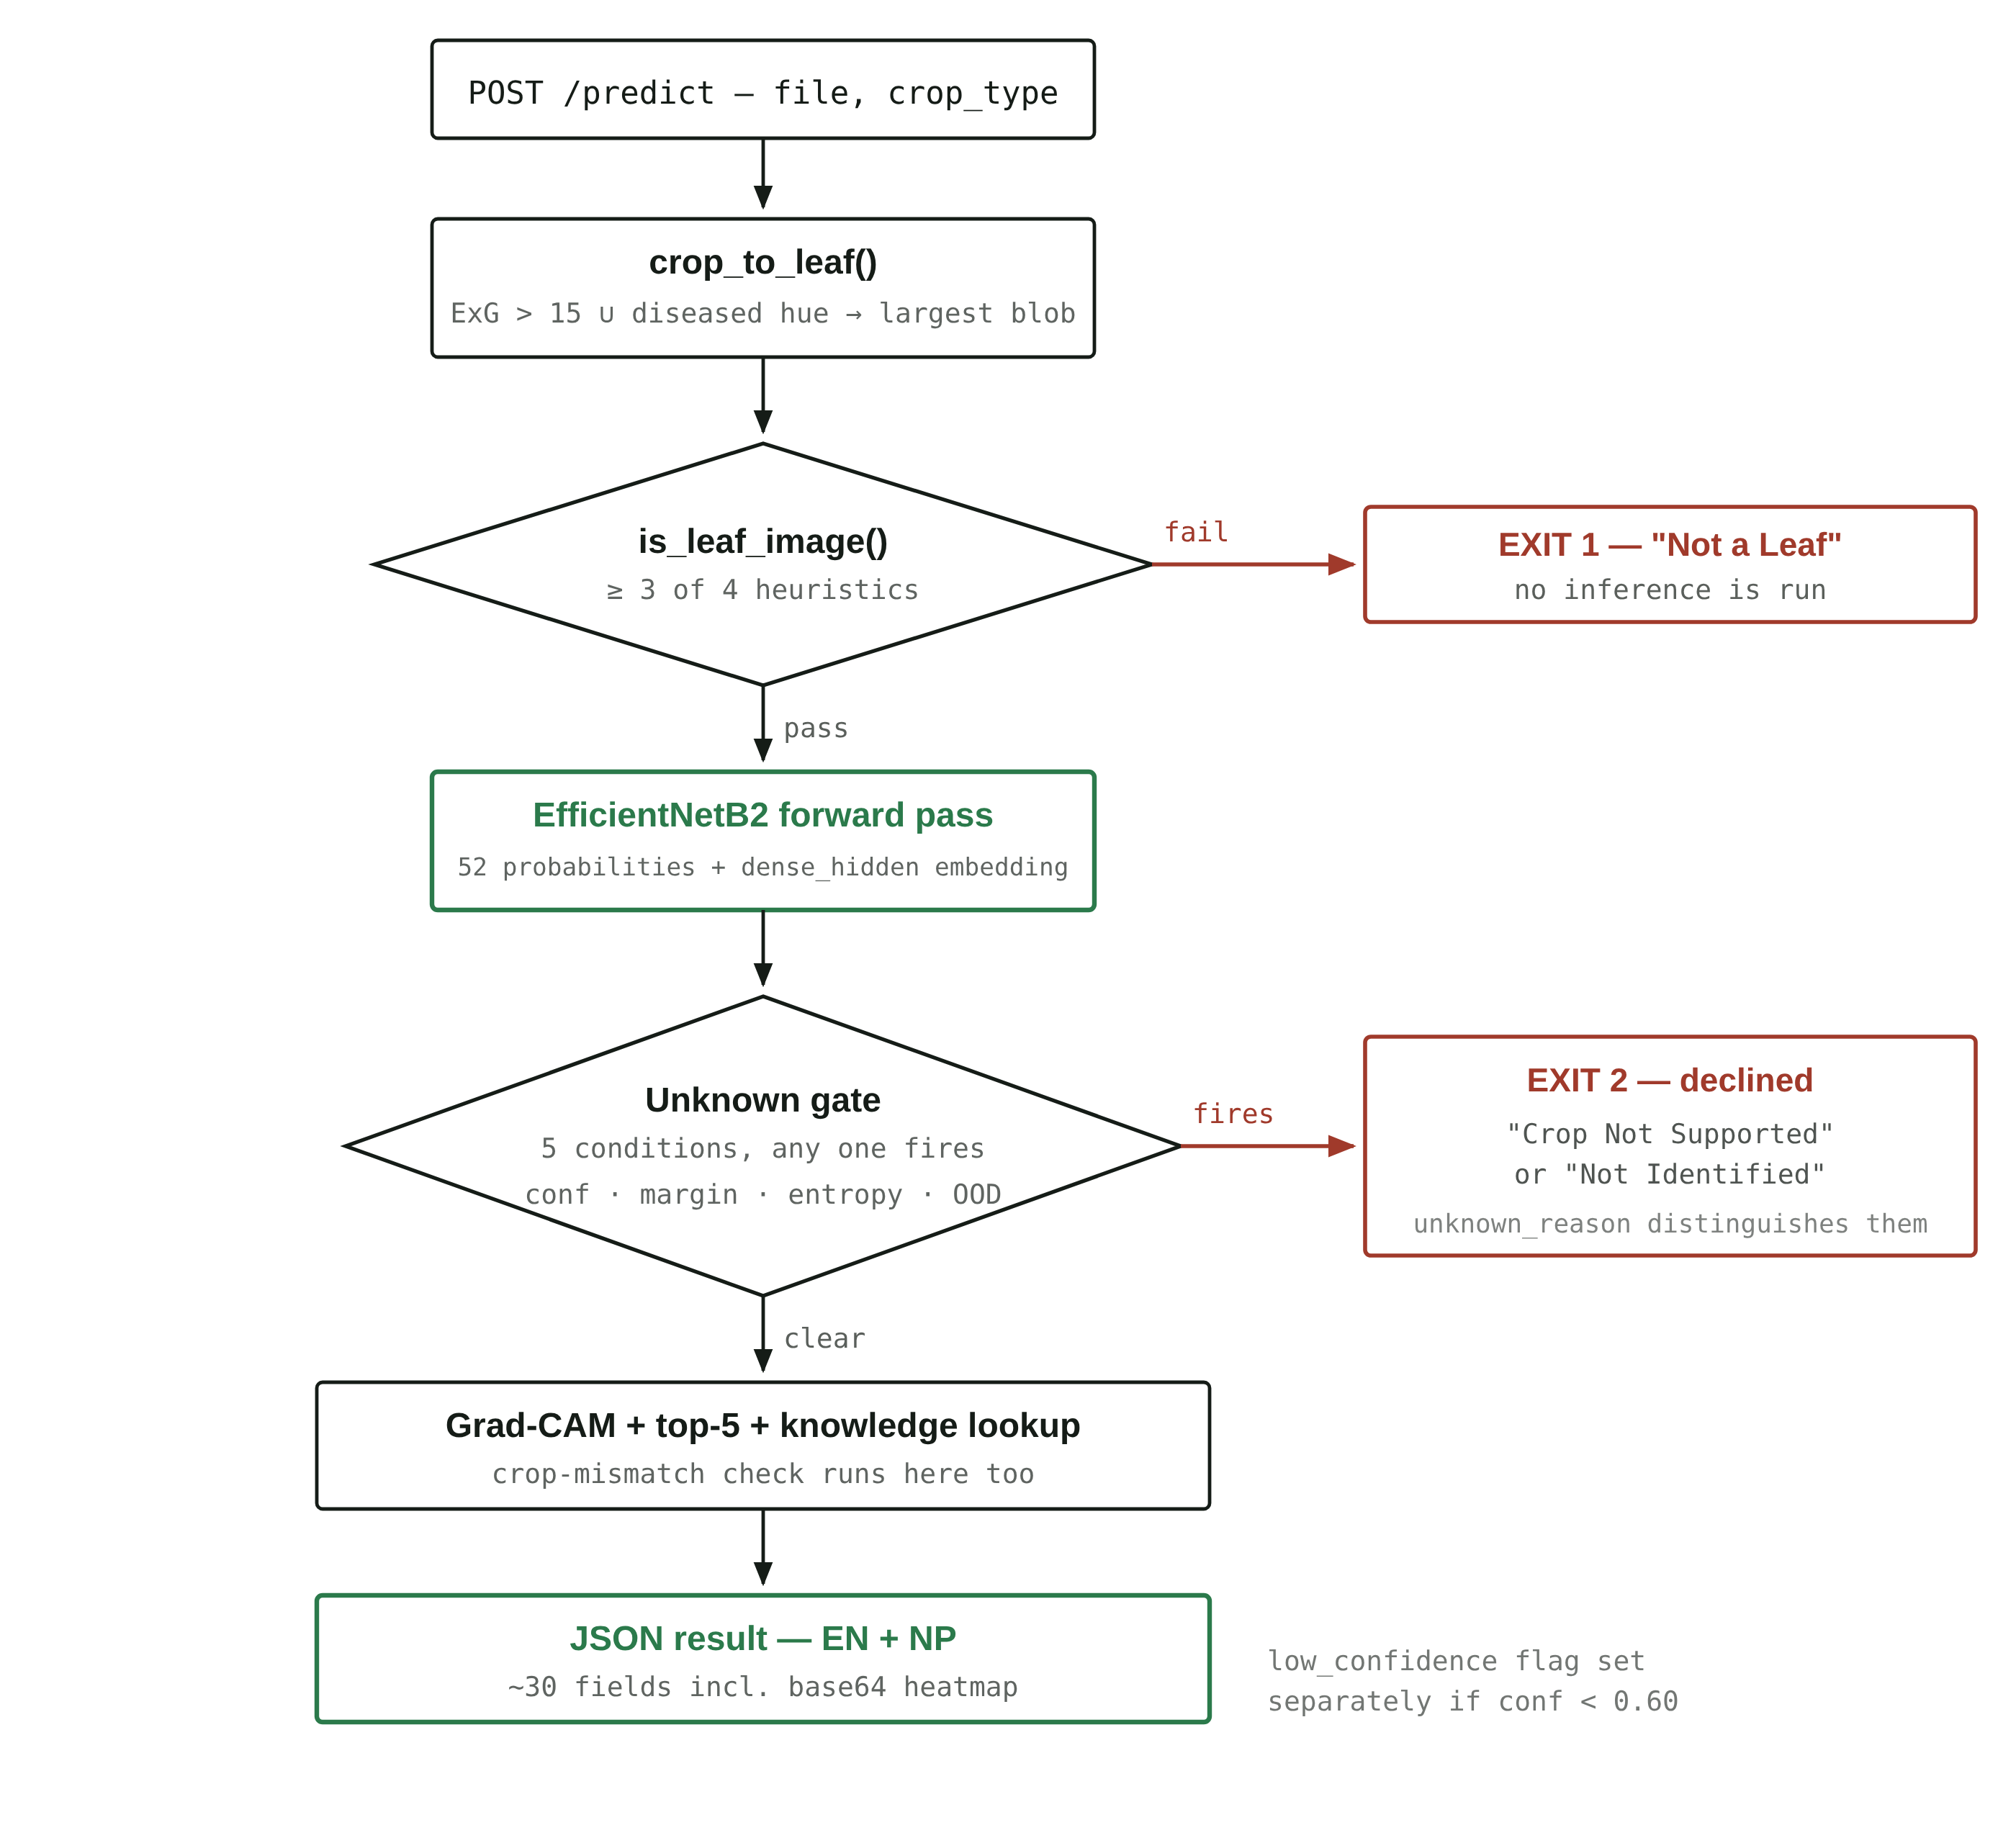 POST /predict — file, crop_type
crop_to_leaf()
ExG > 15 ∪ diseased hue → largest blob
is_leaf_image()
≥ 3 of 4 heuristics
fail
EXIT 1 — "Not a Leaf"
no inference is run
pass
EfficientNetB2 forward pass
52 probabilities + dense_hidden embedding
Unknown gate
5 conditions, any one fires
conf · margin · entropy · OOD
fires
EXIT 2 — declined
"Crop Not Supported"
or "Not Identified"
unknown_reason distinguishes them
clear
Grad-CAM + top-5 + knowledge lookup
crop-mismatch check runs here too
JSON result — EN + NP
~30 fields incl. base64 heatmap
low_confidence flag set
separately if conf < 0.60